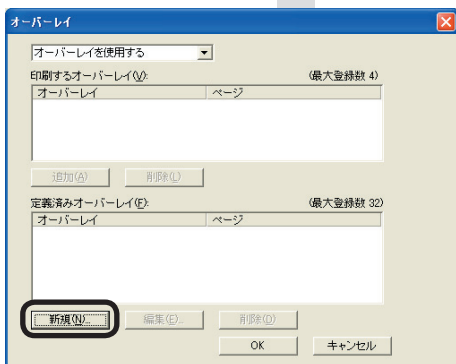 オーバーレイ
オーバーレイを使用する
印刷するオーバーレイ(V): (最大登録数 4)
オーバーレイ ページ
追加(A) 削除(L)
定義済みオーバーレイ(F): (最大登録数 32)
オーバーレイ ページ
新規(N)... 編集(E)... 削除(D)
OK キャンセル